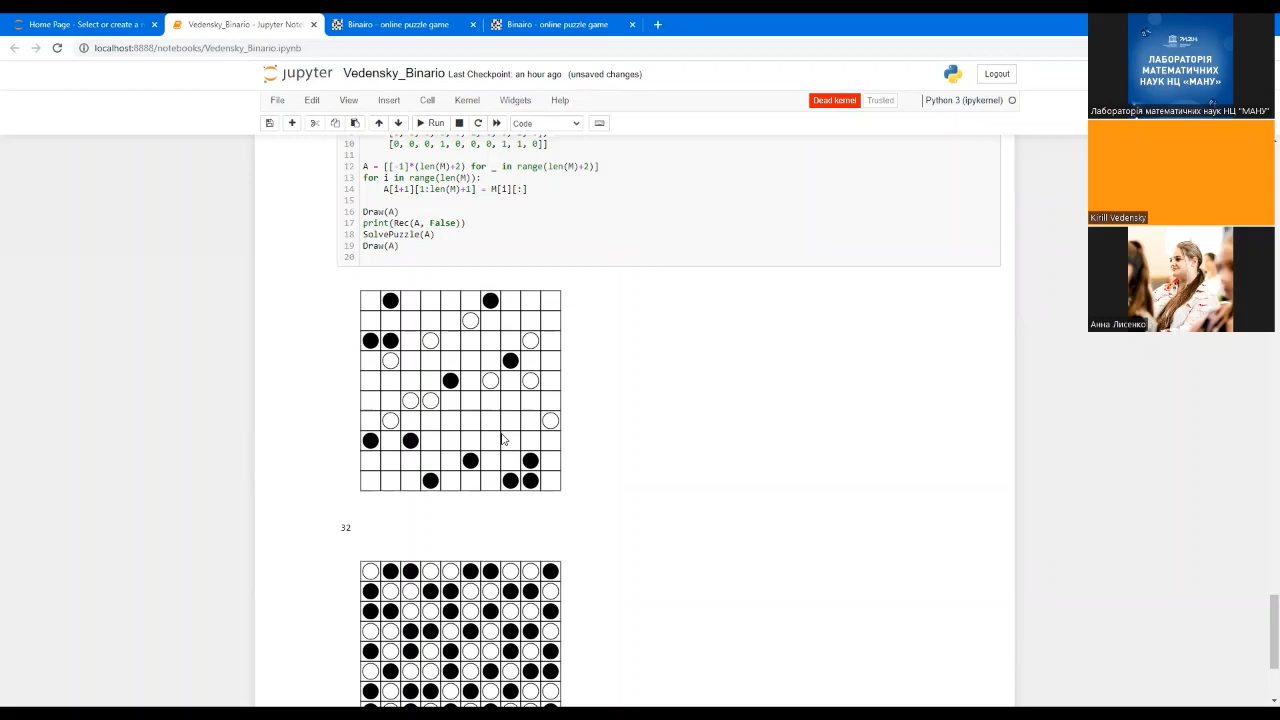 Home Page - Select or create a n
Vedensky_Binario - Jupyter Note
Binairo - online puzzle game
Binairo - online puzzle game
localhost:8888/notebooks/Vedensky_Binario.ipynb
jupyter Vedensky_Binario Last Checkpoint: an hour ago (unsaved changes)
Logout
File Edit View Insert Cell Kernel Widgets Help
Dead kernel Trusted Python 3 (ipykernel)
Run Code
10 [0, 0, 0, 1, 0, 0, 0, 1, 1, 0]]
11
12 A = [[-1]*(len(M)+2) for _ in range(len(M)+2)]
13 for i in range(len(M)):
14 A[i+1][1:len(M)+1] = M[i][:]
15
16 Draw(A)
17 print(Rec(A, False))
18 SolvePuzzle(A)
19 Draw(A)
20
32
ЛАБОРАТОРІЯ
МАТЕМАТИЧНИХ
НАУК НЦ «МАНУ»
Лабораторія математичних наук НЦ "МАНУ"
Kirill Vedensky
Анна Лисенко